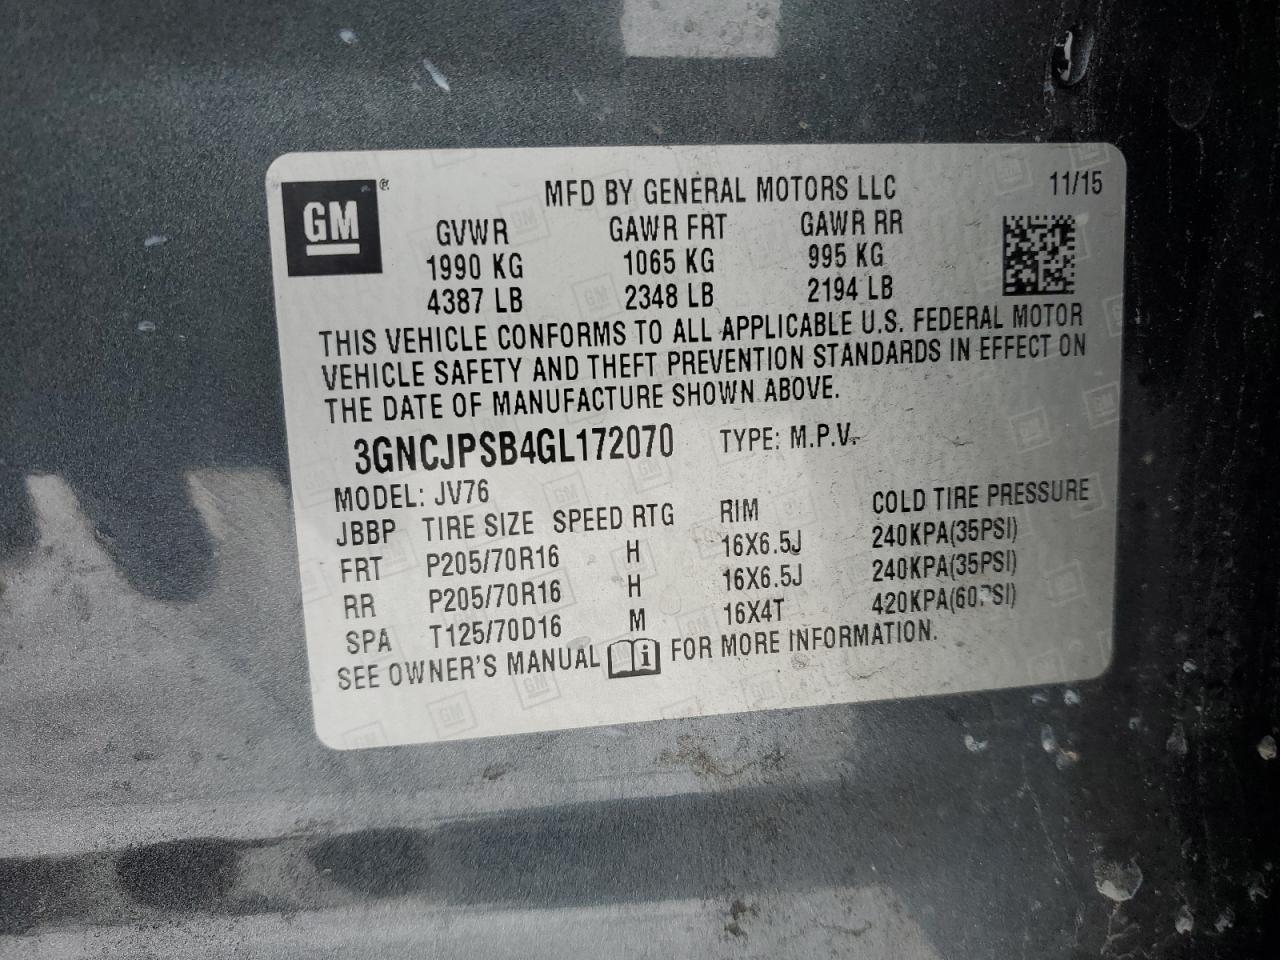 GM ®
MFD BY GENERAL MOTORS LLC 11/15
GVWR GAWR FRT GAWR RR
1990 KG 1065 KG 995 KG
4387 LB 2348 LB 2194 LB
THIS VEHICLE CONFORMS TO ALL APPLICABLE U.S. FEDERAL MOTOR
VEHICLE SAFETY AND THEFT PREVENTION STANDARDS IN EFFECT ON
THE DATE OF MANUFACTURE SHOWN ABOVE.
3GNCJPSB4GL172070 TYPE: M.P.V.
MODEL: JV76
JBBP TIRE SIZE SPEED RTG RIM COLD TIRE PRESSURE
FRT P205/70R16 H 16X6.5J 240KPA(35PSI)
RR P205/70R16 H 16X6.5J 240KPA(35PSI)
SPA T125/70D16 M 16X4T 420KPA(60PSI)
SEE OWNER'S MANUAL i FOR MORE INFORMATION.